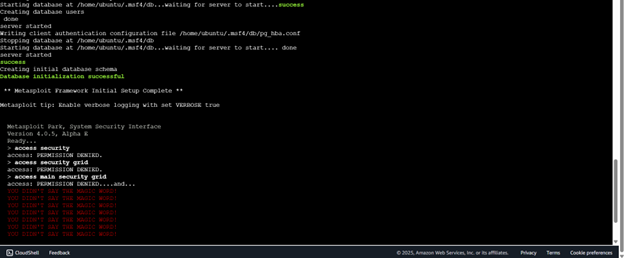 Starting database at /home/ubuntu/.msf4/db...waiting for server to start....success
Creating database users
done
server started
Writing client authentication configuration file /home/ubuntu/.msf4/db/pg_hba.conf
Stopping database at /home/ubuntu/.msf4/db
Starting database at /home/ubuntu/.msf4/db...waiting for server to start.... done
server started
success
Creating initial database schema
Database initialization successful
** Metasploit Framework Initial Setup Complete **
Metasploit tip: Enable verbose logging with set VERBOSE true
Metasploit Park, System Security Interface
Version 4.0.5, Alpha E
Ready...
> access security
access: PERMISSION DENIED.
> access security grid
access: PERMISSION DENIED.
> access main security grid
access: PERMISSION DENIED....and...
YOU DIDN'T SAY THE MAGIC WORD!
YOU DIDN'T SAY THE MAGIC WORD!
YOU DIDN'T SAY THE MAGIC WORD!
YOU DIDN'T SAY THE MAGIC WORD!
YOU DIDN'T SAY THE MAGIC WORD!
YOU DIDN'T SAY THE MAGIC WORD!
YOU DIDN'T SAY THE MAGIC WORD!
CloudShell Feedback © 2025, Amazon Web Services, Inc. or its affiliates. Privacy Terms Cookie preferences